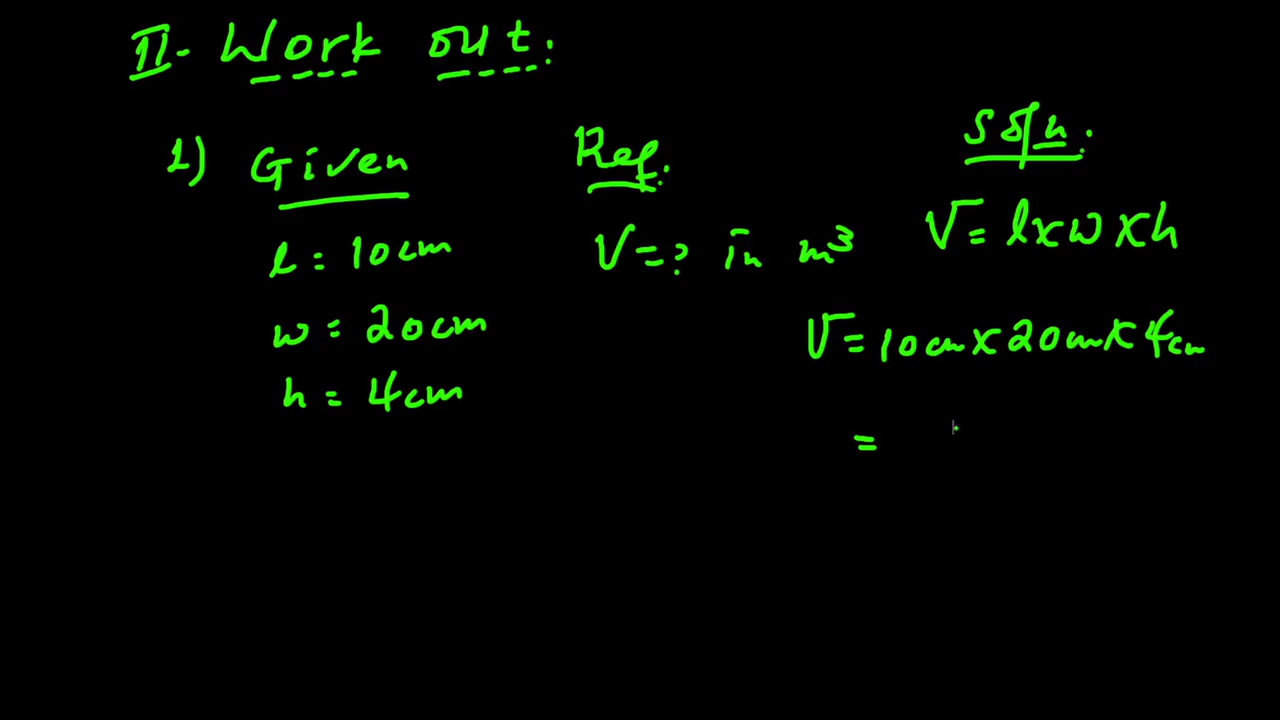 II- Work out:
1) Given
l = 10cm
w = 20cm
h = 4cm
Req.
V=? in m³
Soln:
V= l×w×h
V= 10cm×20cm×4cm
=